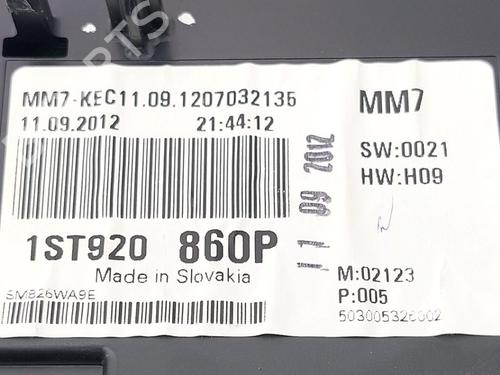 MM7-KEC11.09.1207032135
11.09.2012 21:44:12
1ST920 860P
Made in Slovakia
SM826WA9E
11 09 2012
MM7
SW:0021
HW:H09
M:02123
P:005
503005326002